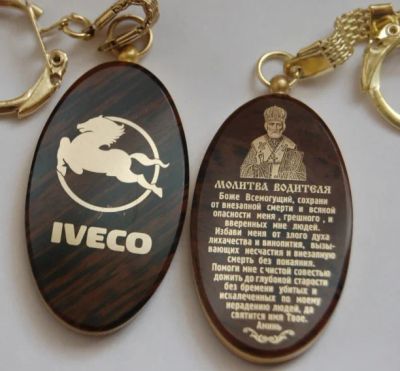 IVECO
МОЛИТВА ВОДИТЕЛЯ
Боже Всемогущий, сохрани
от внезапной смерти и всякой
опасности меня , грешного , и
вверенных мне людей.
Избави меня от злого духа
лихачества и винопития, вызы-
вающих несчастия и внезапную
смерть без покаяния.
Помоги мне с чистой совестью
дожить до глубокой старости
без бремени убитых и
искалеченных по моему
нерадению людей, да
святится имя Твое.
Аминь